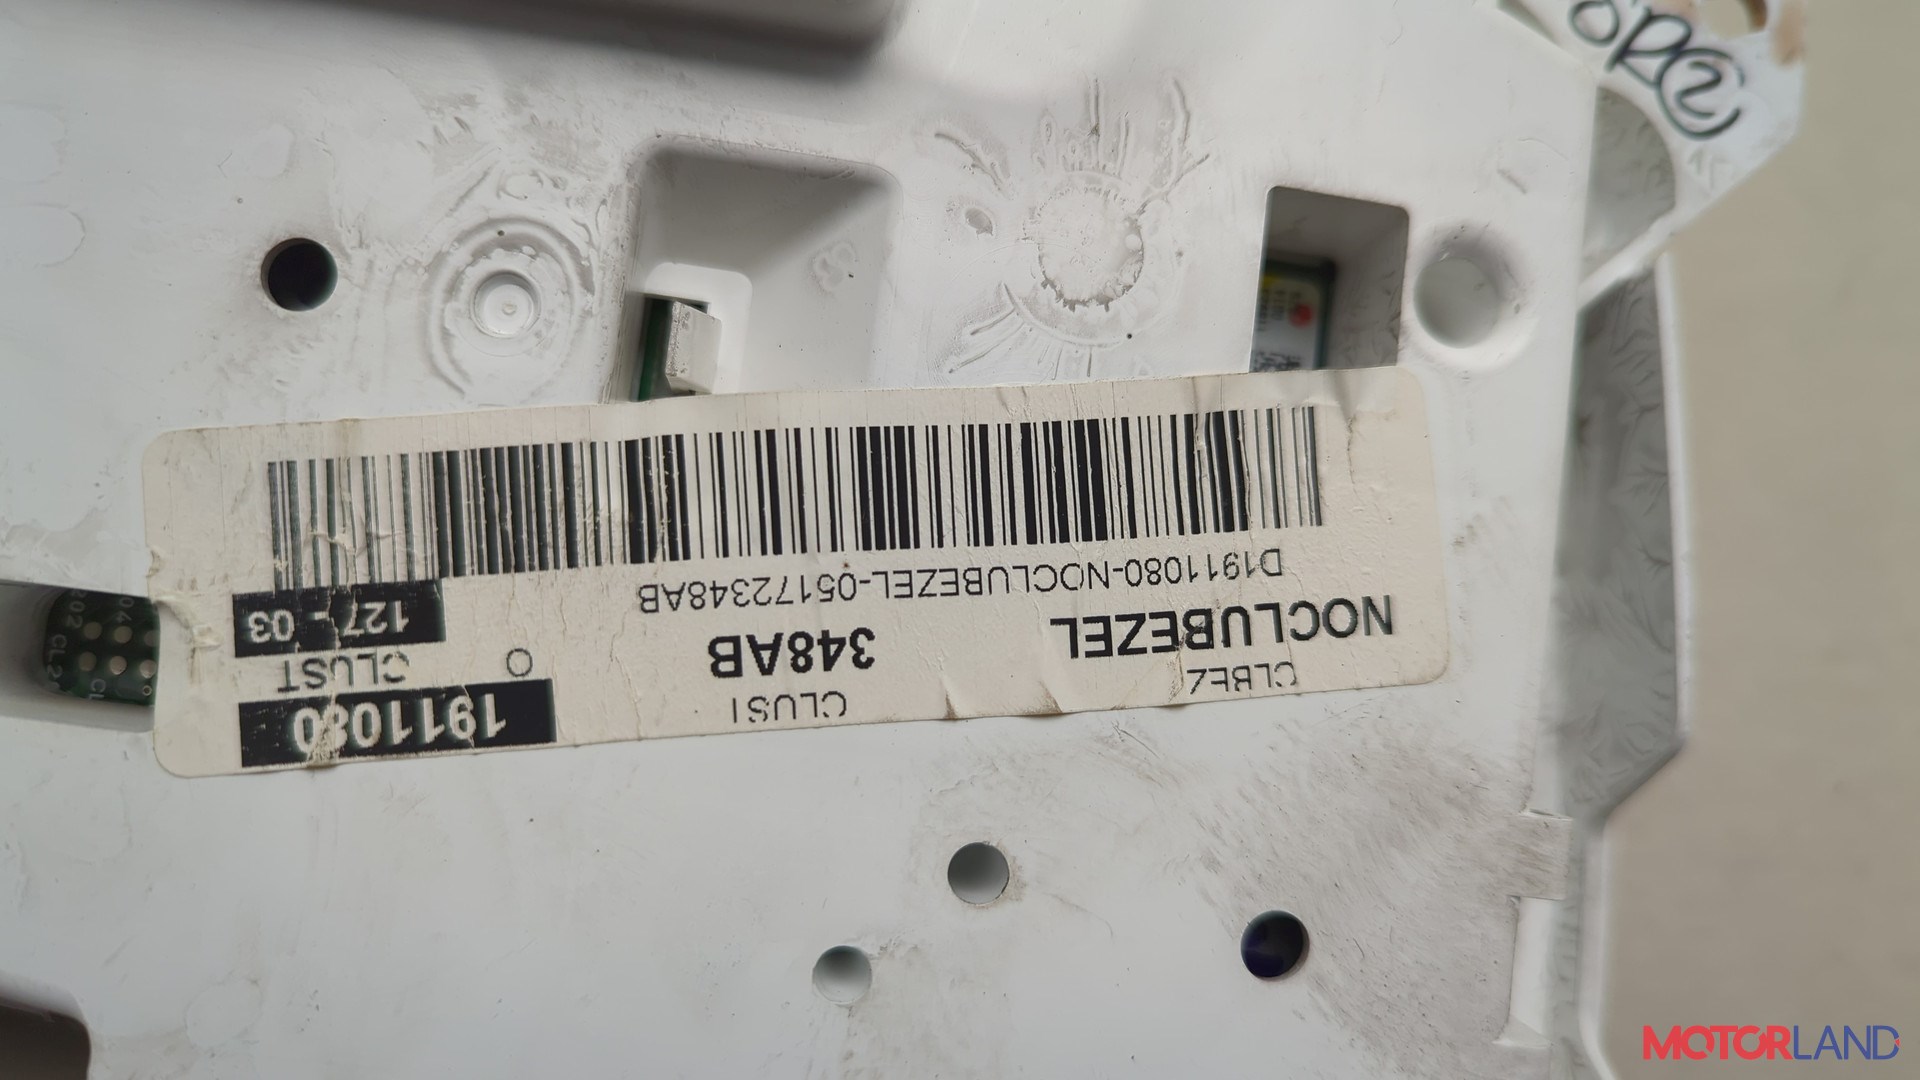 1911080
CLUST
CLBEZ
CLUST
127 - 03
O
348AB
NOCLUBEZEL
D1911080-NOCLUBEZEL-05172348AB
MOTORLAND